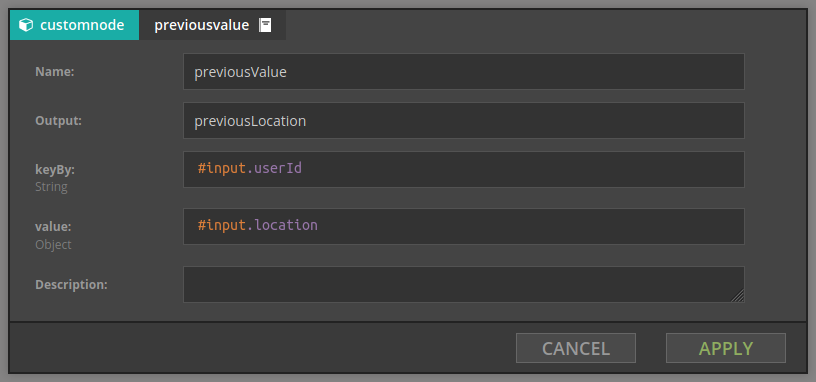 customnode previousvalue
Name: previousValue
Output: previousLocation
keyBy: #input.userId
String
value: #input.location
Object
Description:
CANCEL APPLY